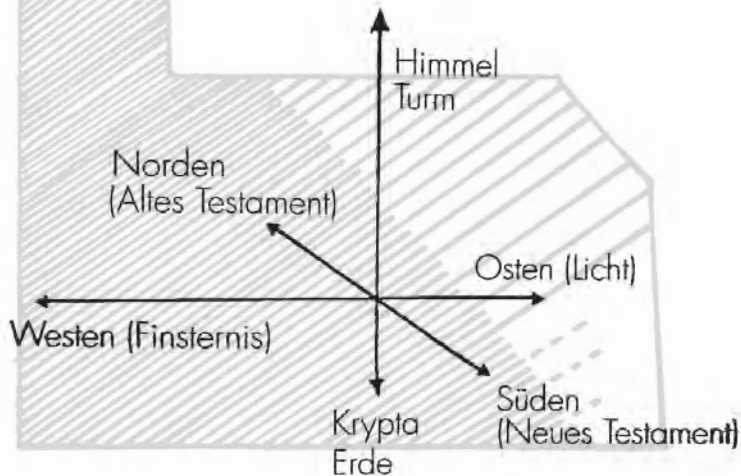 Himmel
Turm
Norden
(Altes Testament)
Osten (Licht)
Westen (Finsternis)
Süden
(Neues Testament)
Krypta
Erde